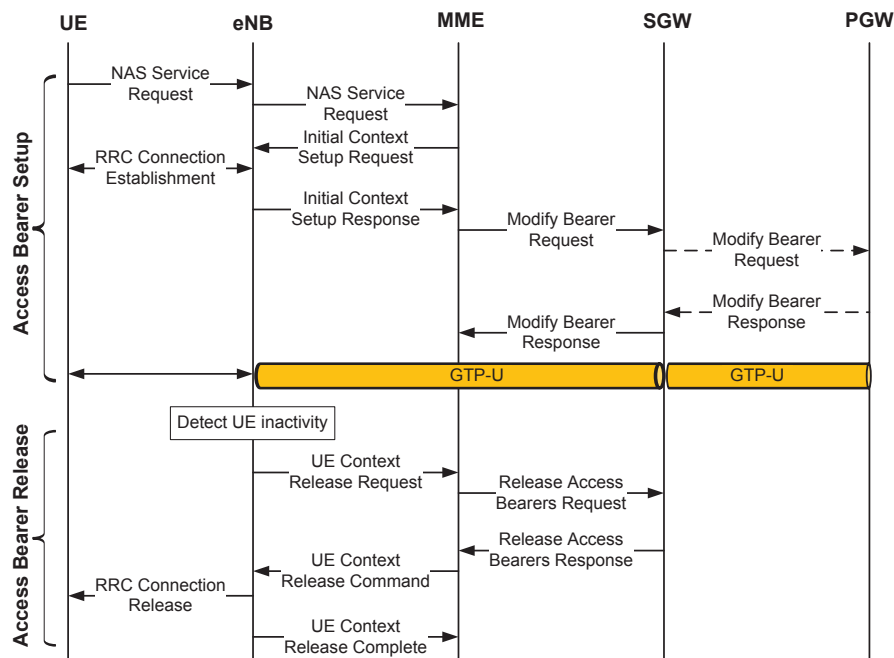 UE
eNB
MME
SGW
PGW
Access Bearer Setup
NAS Service
Request
NAS Service
Request
Initial Context
Setup Request
RRC Connection
Establishment
Initial Context
Setup Response
Modify Bearer
Request
Modify Bearer
Request
Modify Bearer
Response
Modify Bearer
Response
GTP-U
GTP-U
Detect UE inactivity
Access Bearer Release
UE Context
Release Request
Release Access
Bearers Request
Release Access
Bearers Response
UE Context
Release Command
RRC Connection
Release
UE Context
Release Complete